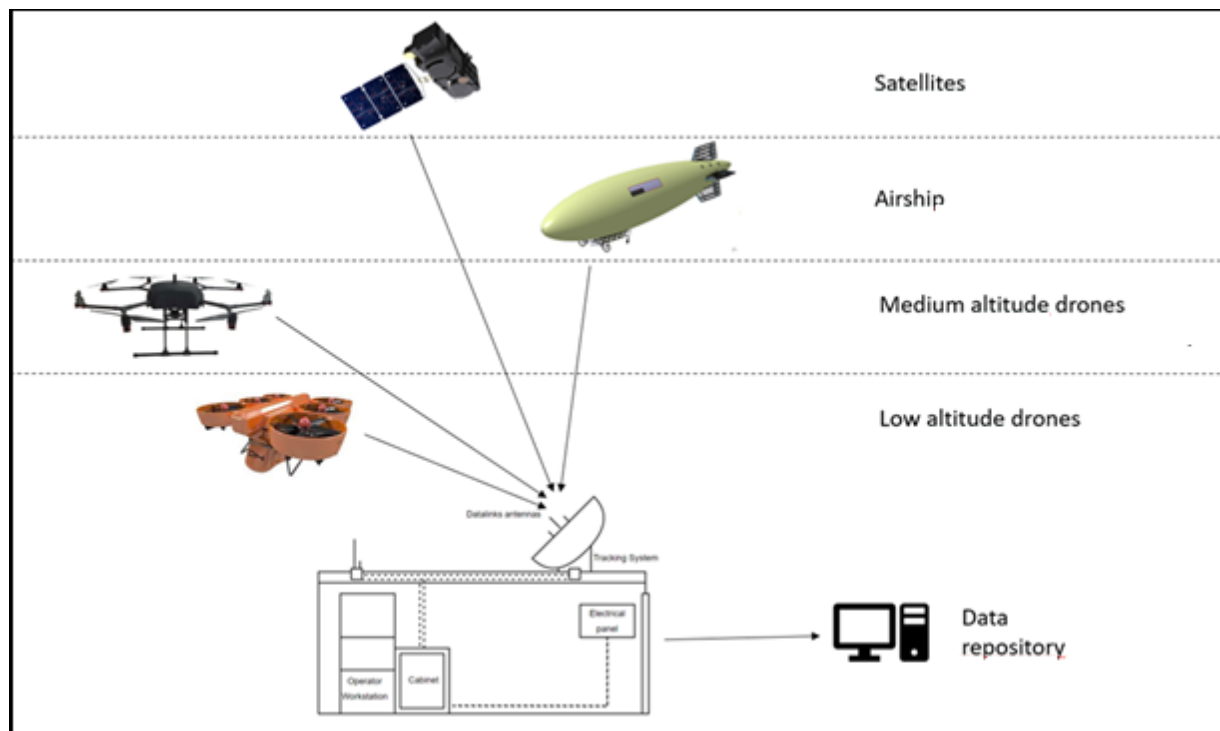 Satellites
Airship
Medium altitude drones
Low altitude drones
Datalinks antennas
Tracking System
Electrical
panel
Operator
Workstation
Cabinet
Data
repository